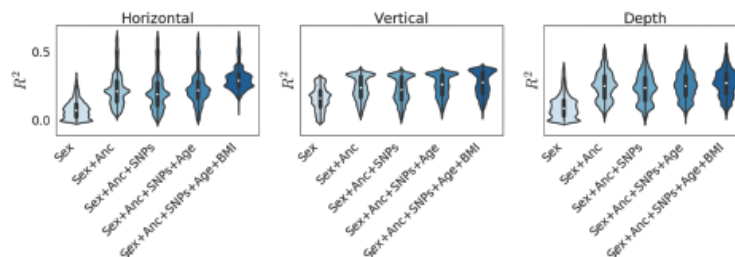 Horizontal
Vertical
Depth
R²
0.5
0.0
Sex
Sex+Anc
Sex+Anc+SNPs
Sex+Anc+SNPs+Age
Sex+Anc+SNPs+Age+BMI
R²
Sex
Sex+Anc
Sex+Anc+SNPs
Sex+Anc+SNPs+Age
Sex+Anc+SNPs+Age+BMI
R²
Sex
Sex+Anc
Sex+Anc+SNPs
Sex+Anc+SNPs+Age
Sex+Anc+SNPs+Age+BMI